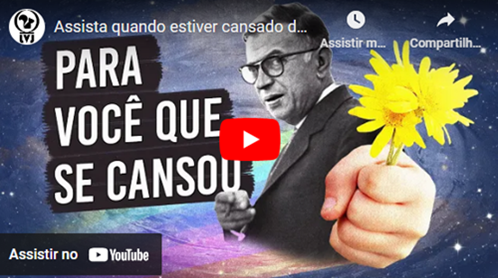 Assista quando estiver cansado d...
Assistir m...
Compartilh...
PARA
VOCÊ QUE
SE CANSOU
Assistir no YouTube